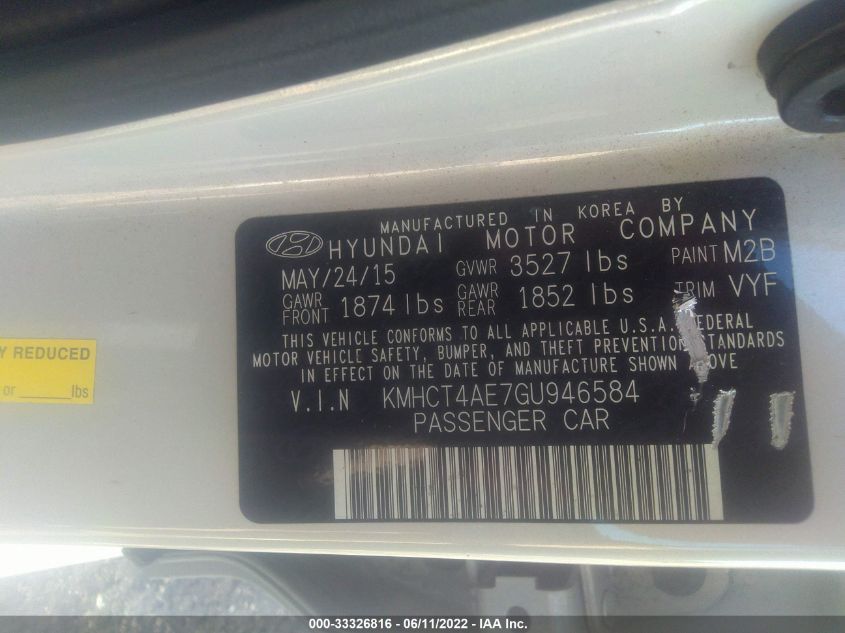 MANUFACTURED IN KOREA BY
HYUNDAI MOTOR COMPANY
MAY/24/15 GVWR 3527 lbs PAINT M2B
GAWR FRONT 1874 lbs GAWR REAR 1852 lbs TRIM VYF
THIS VEHICLE CONFORMS TO ALL APPLICABLE U.S.A. FEDERAL
MOTOR VEHICLE SAFETY, BUMPER, AND THEFT PREVENTION STANDARDS
IN EFFECT ON THE DATE OF MANUFACTURE SHOWN ABOVE
V.I.N KMHCT4AE7GU946584
PASSENGER CAR
Y REDUCED
or _____lbs
000-33326816 - 06/11/2022 - IAA Inc.